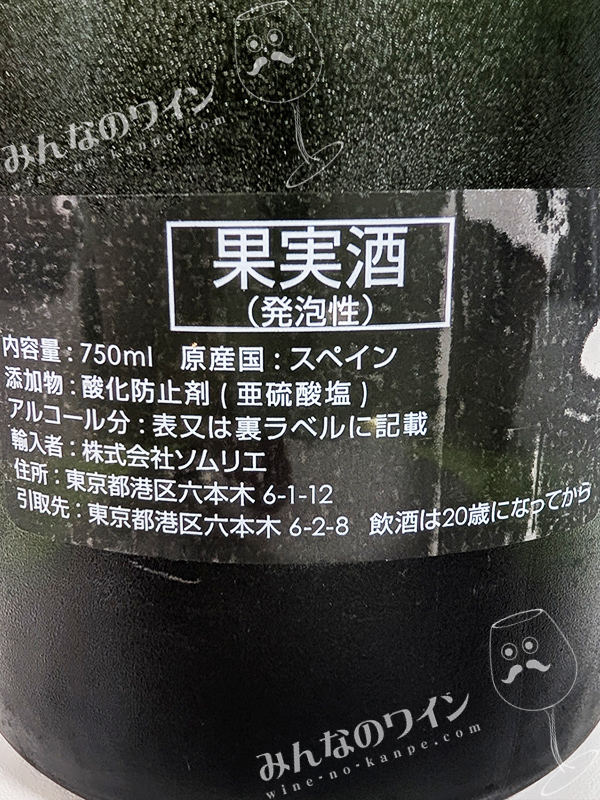 みんなのワイン
wine-no-kanpe.com
果実酒
(発泡性)
内容量:750ml 原産国:スペイン
添加物:酸化防止剤(亜硫酸塩)
アルコール分:表又は裏ラベルに記載
輸入者:株式会社ソムリエ
住所:東京都港区六本木 6-1-12
引取先:東京都港区六本木 6-2-8 飲酒は20歳になってから
みんなのワイン
wine-no-kanpe.com